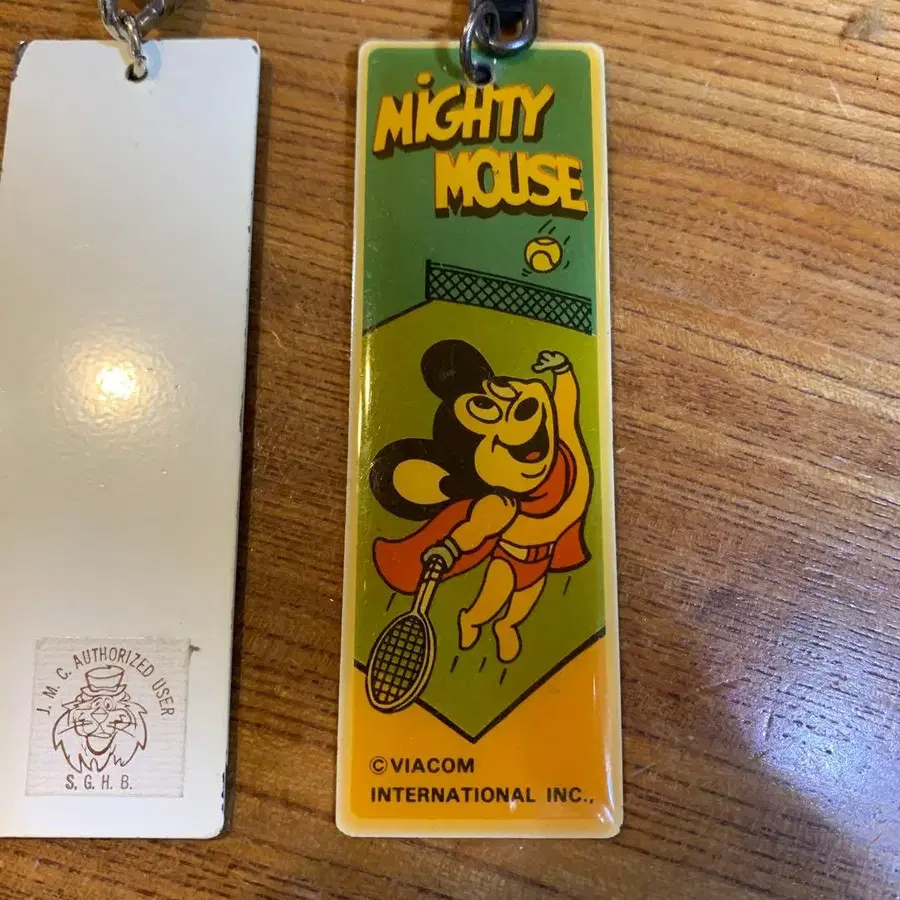 J. M. C. AUTHORIZED USER
S. G. H. B.
MiGHTY
MOUSE
©VIACOM
INTERNATIONAL INC.,